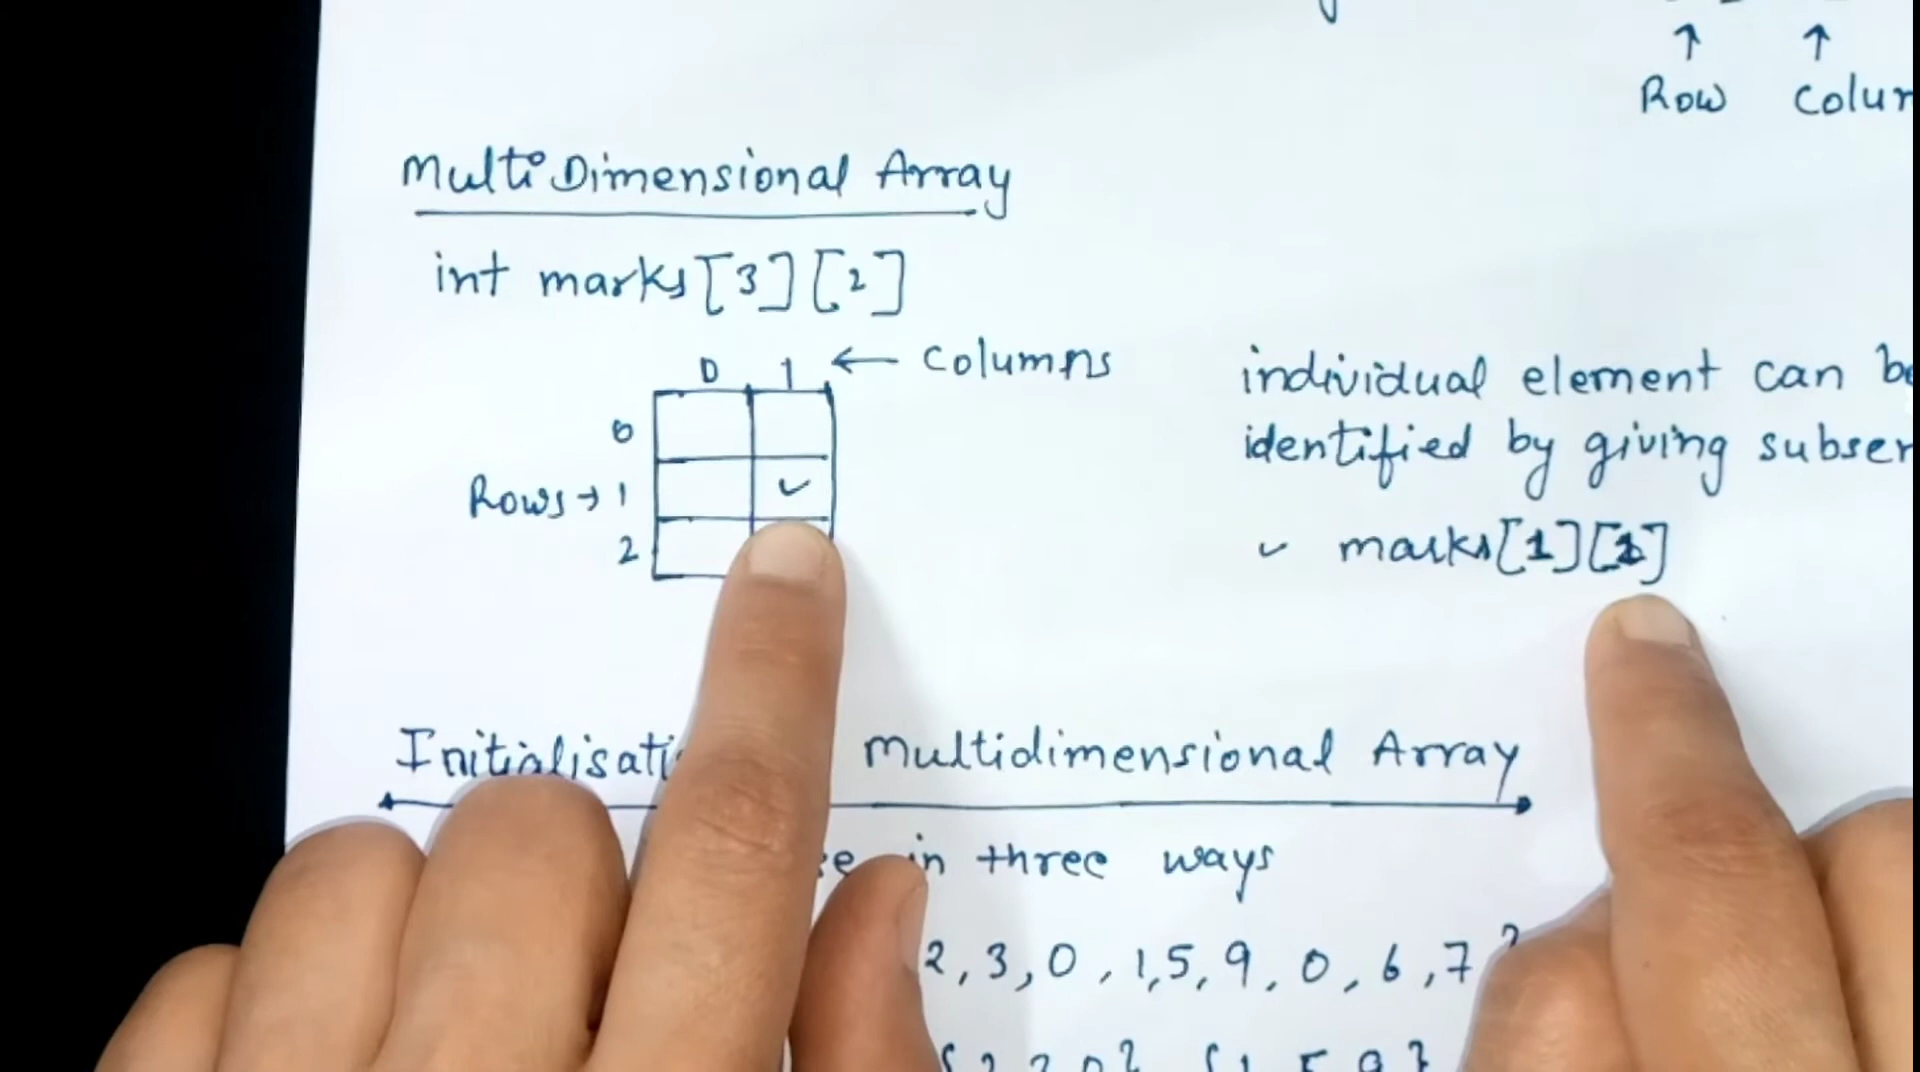 ↑ ↑
Row
Multi Dimensional Array
int marks[3][2]
0 1 ← Columns
0
Rows → 1 ✓
2
individual element can
identified by giving
✓ marks[1][1]
Multidimensional Array
in three ways
2, 3, 0, 1, 5, 9, 0, 6, 7